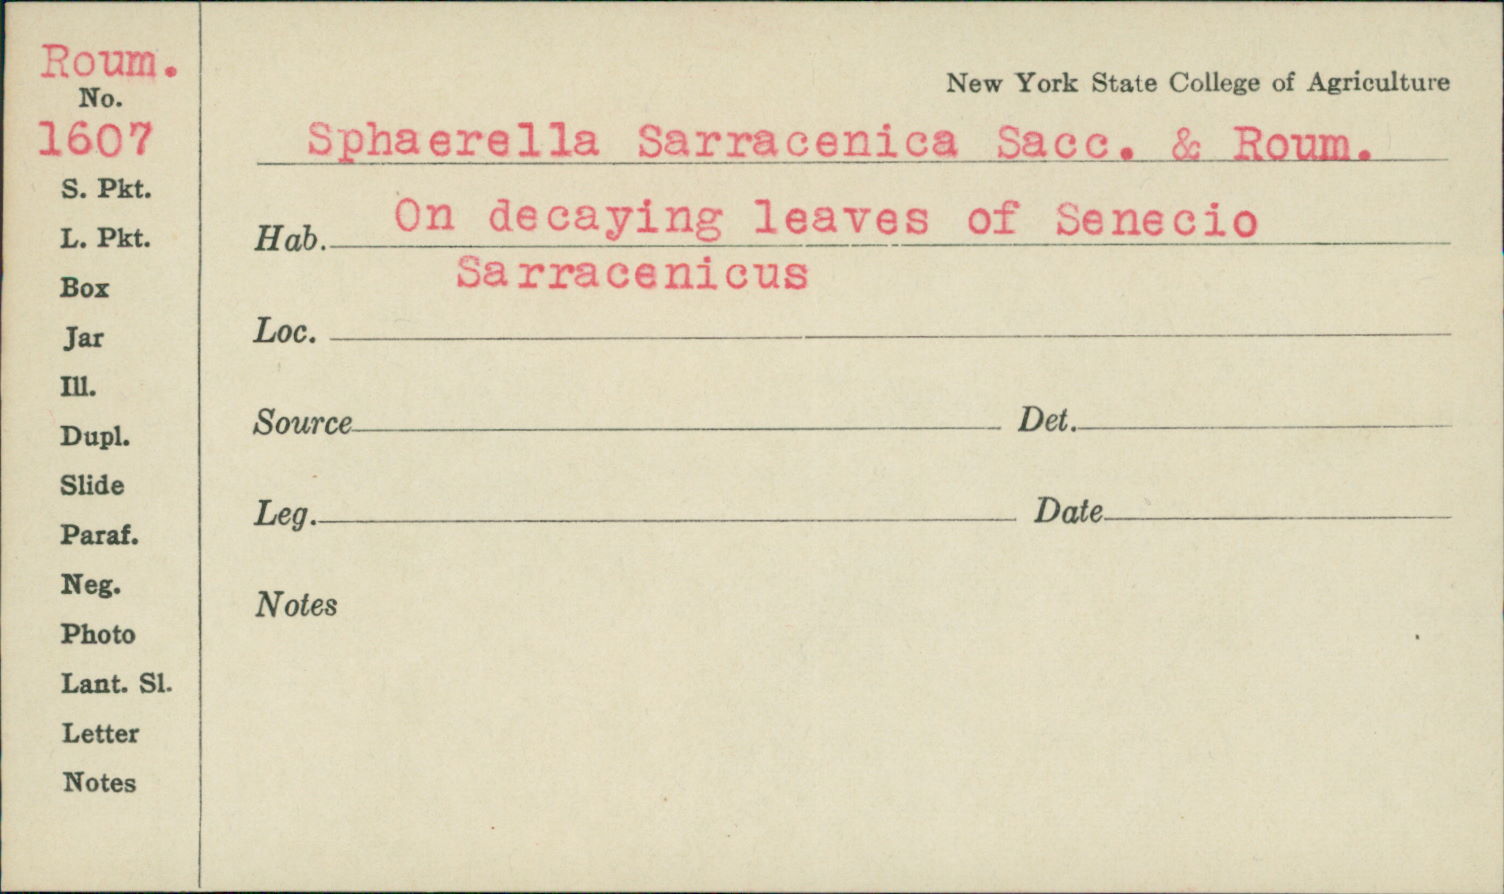 Roum.
No.
1607
S. Pkt.
L. Pkt.
Box
Jar
Ill.
Dupl.
Slide
Paraf.
Neg.
Photo
Lant. Sl.
Letter
Notes
New York State College of Agriculture
Sphaerella Sarracenica Sacc. & Roum.
Hab. On decaying leaves of Senecio
Sarracenicus
Loc.
Source Det.
Leg. Date
Notes